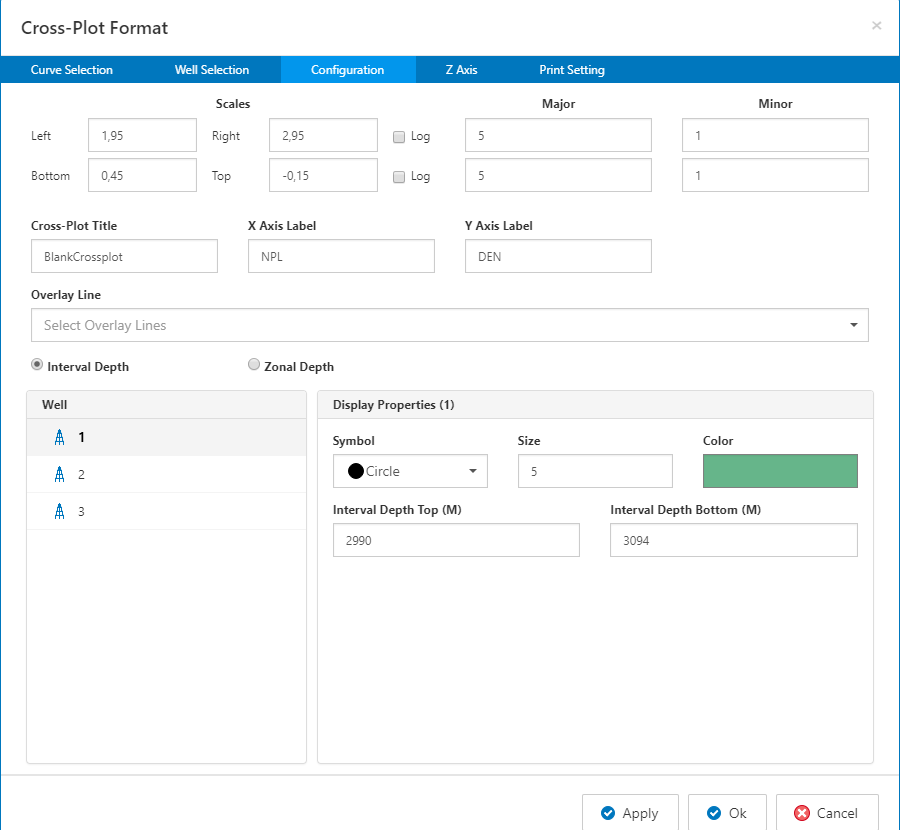 Cross-Plot Format ×
Curve Selection Well Selection Configuration Z Axis Print Setting
Scales Major Minor
Left 1,95 Right 2,95 Log 5 1
Bottom 0,45 Top -0,15 Log 5 1
Cross-Plot Title X Axis Label Y Axis Label
BlankCrossplot NPL DEN
Overlay Line
Select Overlay Lines
Interval Depth Zonal Depth
Well Display Properties (1)
1
2
3
Symbol Size Color
Circle 5
Interval Depth Top (M) Interval Depth Bottom (M)
2990 3094
Apply Ok Cancel